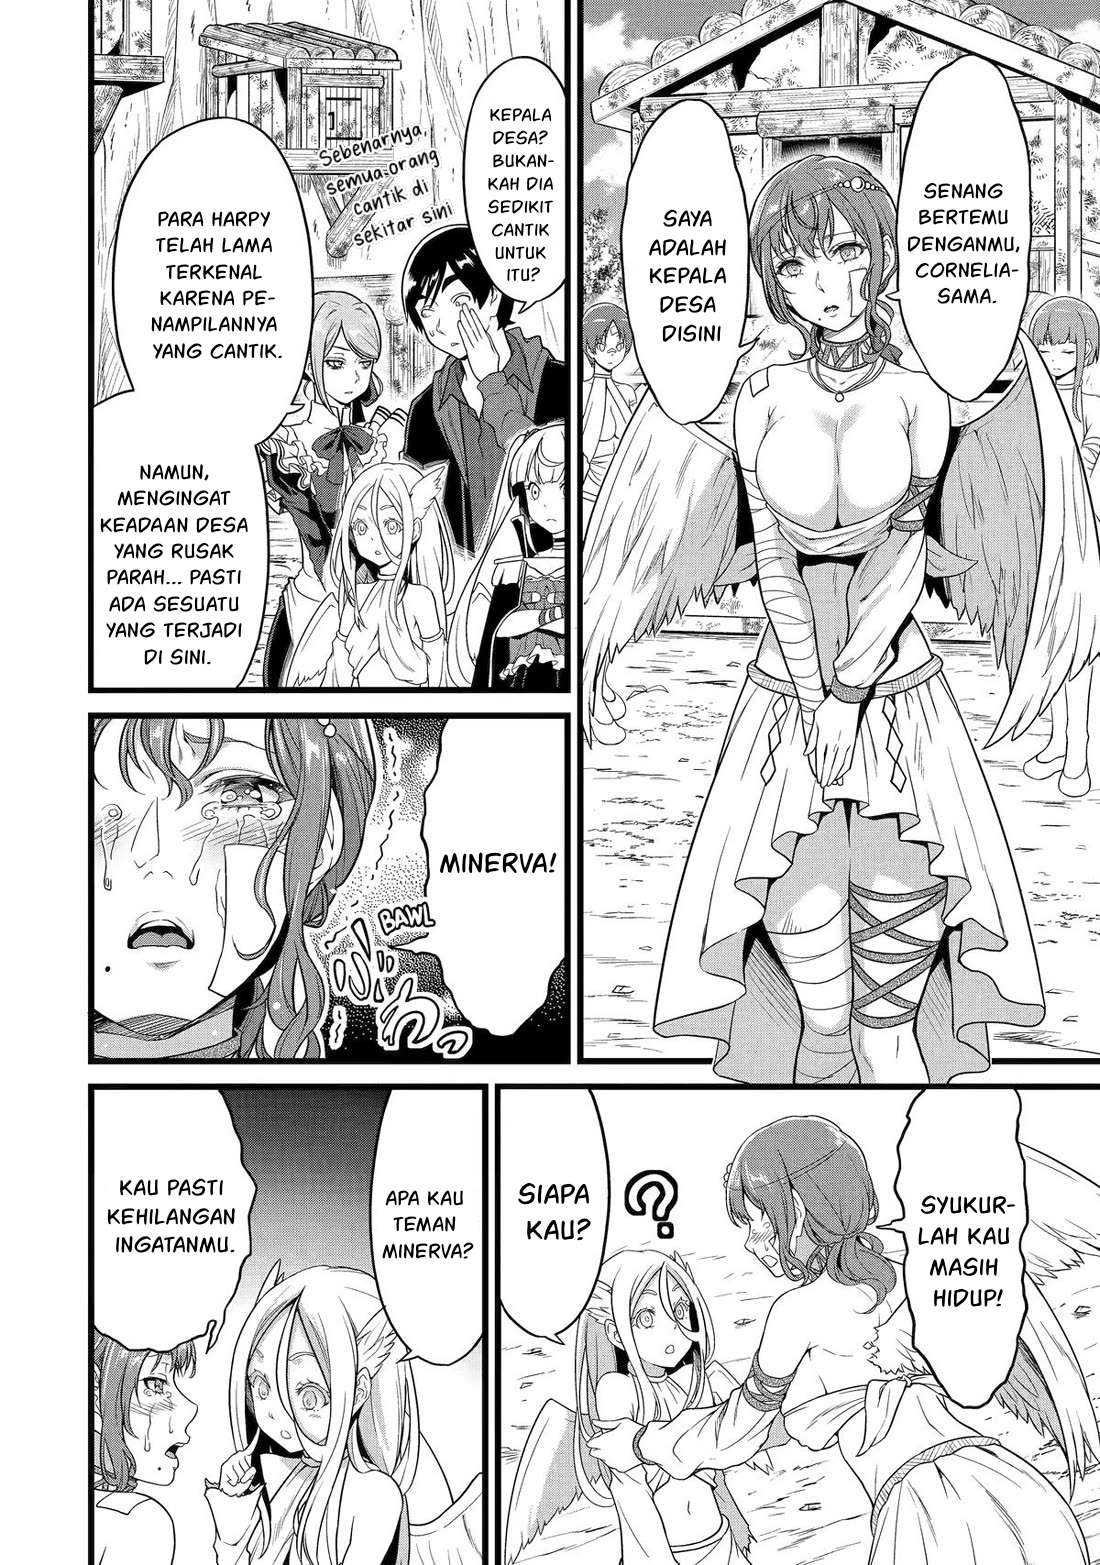 SENANG
BERTEMU
DENGANMU,
CORNELIA-
SAMA.
SAYA
ADALAH
KEPALA
DESA
DISINI
KEPALA
DESA?
BUKAN-
KAH DIA
SEDIKIT
CANTIK
UNTUK
ITU?
Sebenarnya,
semua orang
cantik di
sekitar sini
PARA HARPY
TELAH LAMA
TERKENAL
KARENA PE-
NAMPILANNYA
YANG CANTIK.
NAMUN,
MENGINGAT
KEADAAN DESA
YANG RUSAK
PARAH... PASTI
ADA SESUATU
YANG TERJADI
DI SINI.
MINERVA!
BAWL
ぶわっ
SYUKUR-
LAH KAU
MASIH
HIDUP!
?
SIAPA
KAU?
APA KAU
TEMAN
MINERVA?
KAU PASTI
KEHILANGAN
INGATANMU.